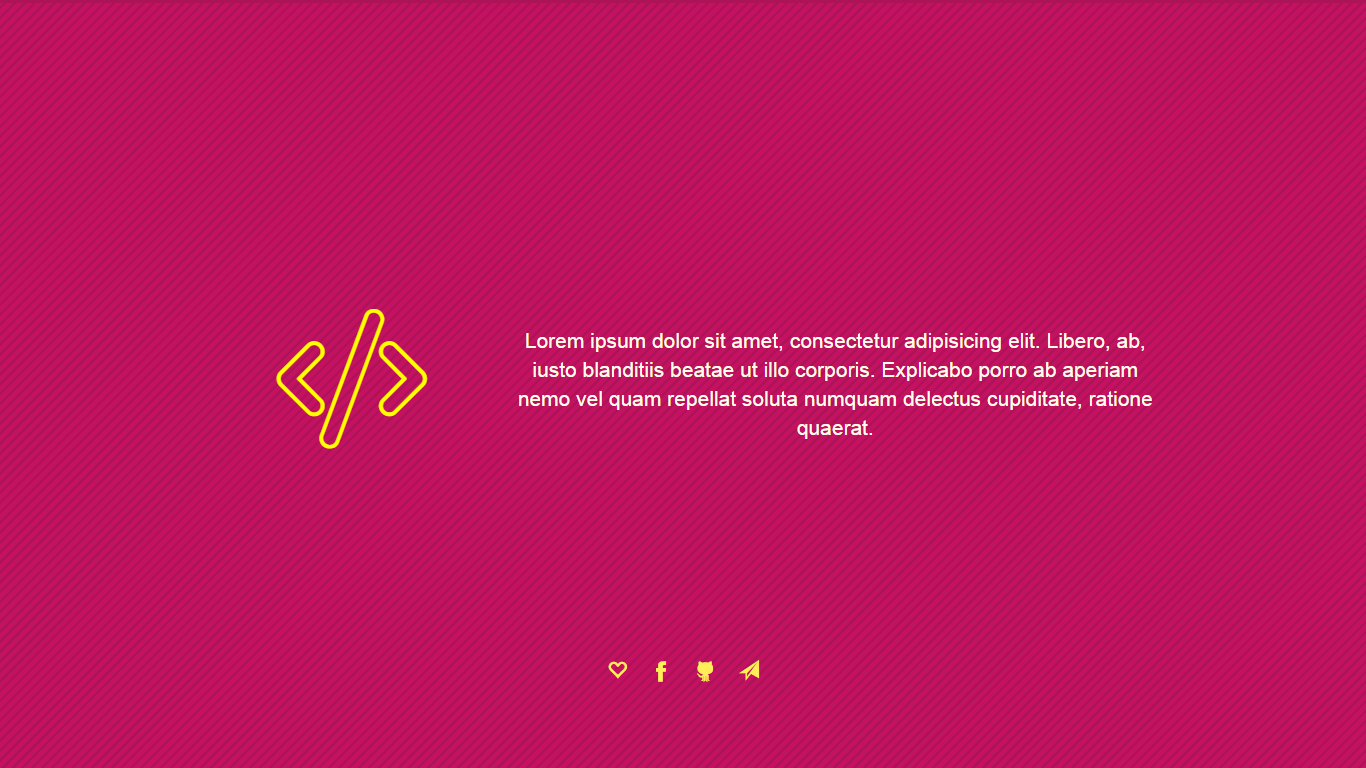 Lorem ipsum dolor sit amet, consectetur adipisicing elit. Libero, ab,
iusto blanditiis beatae ut illo corporis. Explicabo porro ab aperiam
nemo vel quam repellat soluta numquam delectus cupiditate, ratione
quaerat.